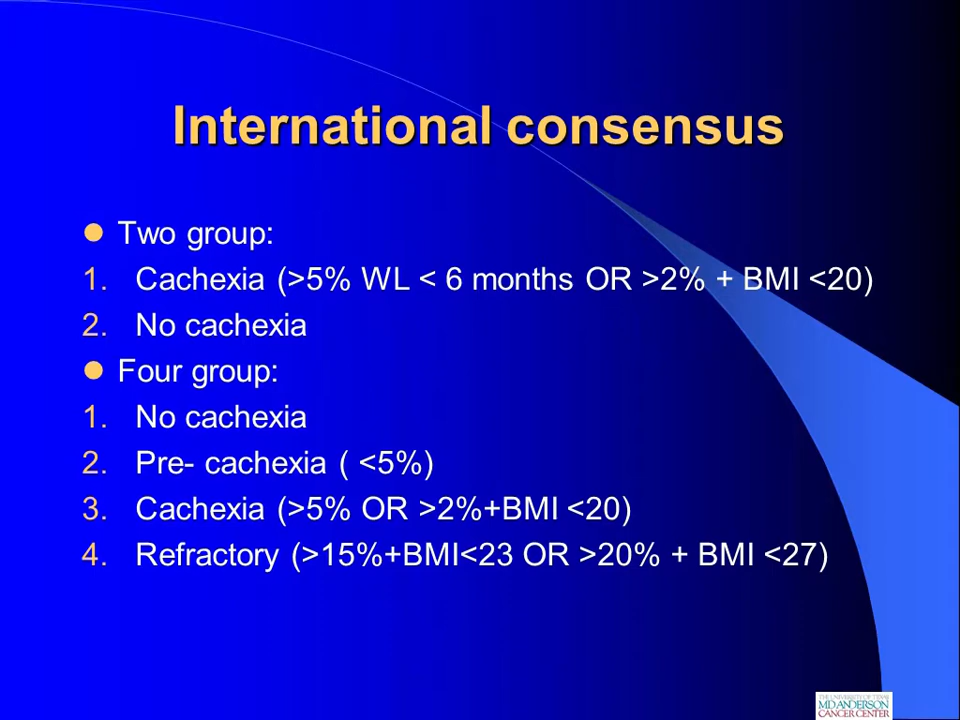 International consensus
Two group:
1. Cachexia (>5% WL < 6 months OR >2% + BMI <20)
2. No cachexia
Four group:
1. No cachexia
2. Pre- cachexia ( <5%)
3. Cachexia (>5% OR >2%+BMI <20)
4. Refractory (>15%+BMI<23 OR >20% + BMI <27)
THE UNIVERSITY OF TEXAS
MD ANDERSON
CANCER CENTER